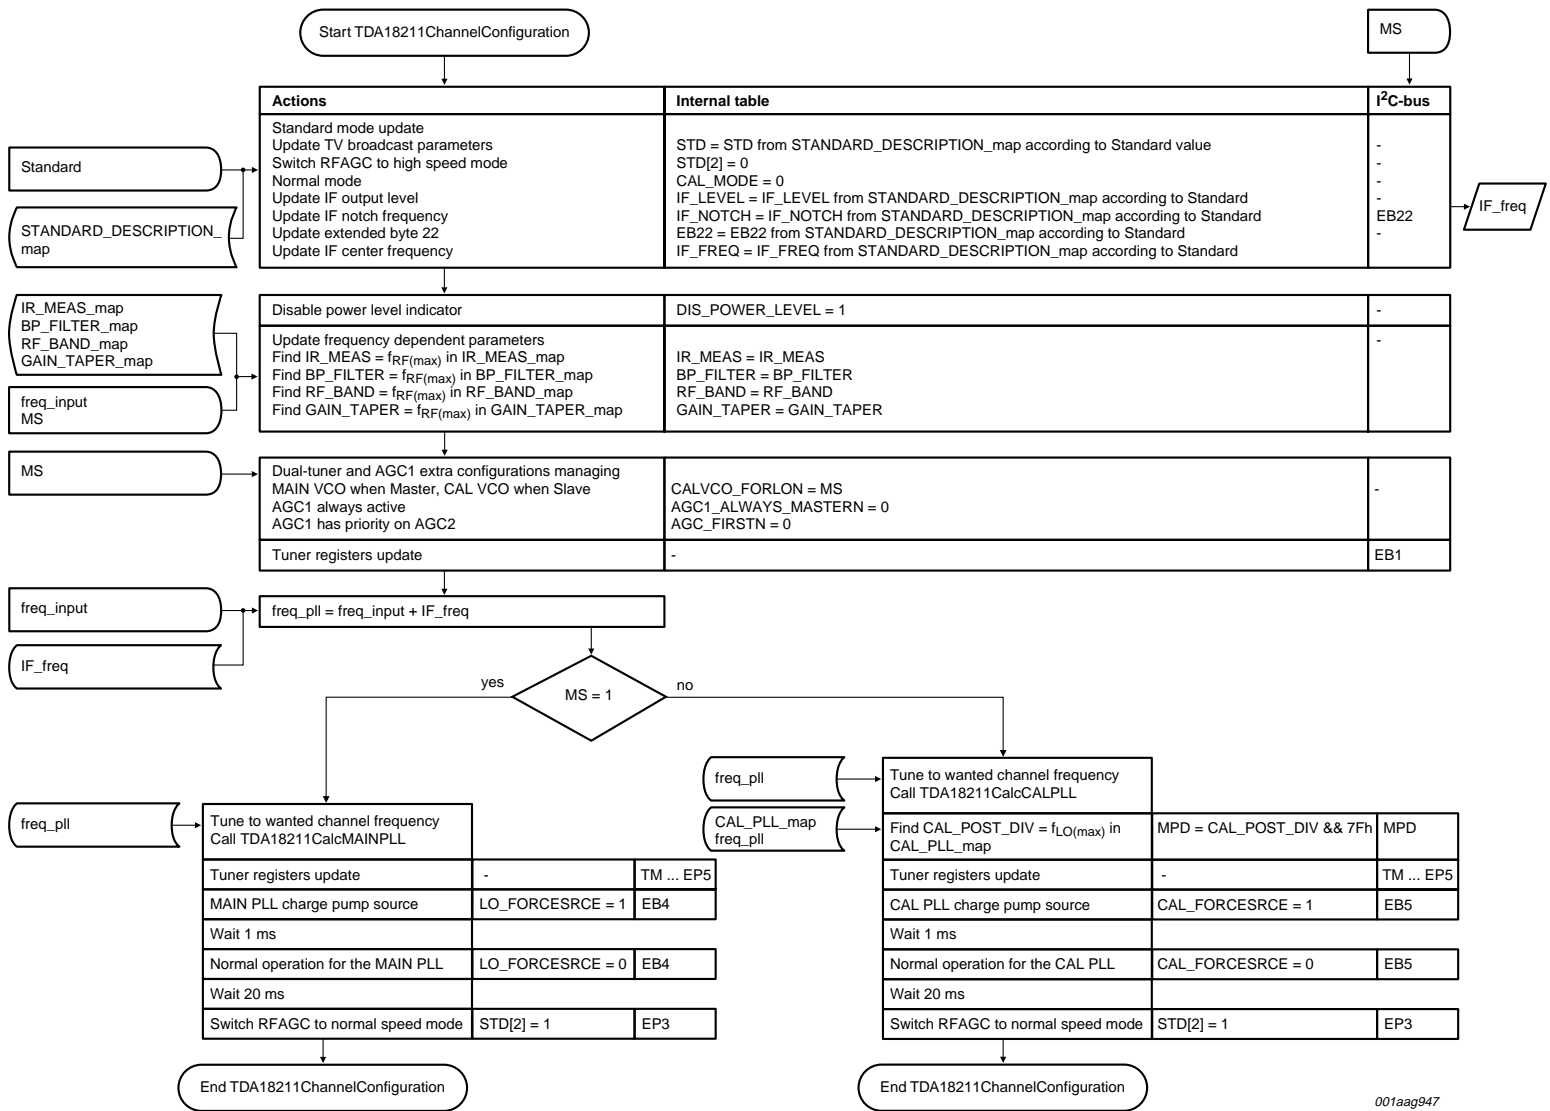 Start TDA18211ChannelConfiguration
MS
Actions
Internal table
I2C-bus
Standard
STANDARD_DESCRIPTION_
map
Standard mode update
Update TV broadcast parameters
Switch RFAGC to high speed mode
Normal mode
Update IF output level
Update IF notch frequency
Update extended byte 22
Update IF center frequency
STD = STD from STANDARD_DESCRIPTION_map according to Standard value
STD[2] = 0
CAL_MODE = 0
IF_LEVEL = IF_LEVEL from STANDARD_DESCRIPTION_map according to Standard
IF_NOTCH = IF_NOTCH from STANDARD_DESCRIPTION_map according to Standard
EB22 = EB22 from STANDARD_DESCRIPTION_map according to Standard
IF_FREQ = IF_FREQ from STANDARD_DESCRIPTION_map according to Standard
-
-
-
-
EB22
-
IF_freq
IR_MEAS_map
BP_FILTER_map
RF_BAND_map
GAIN_TAPER_map
freq_input
MS
Disable power level indicator
DIS_POWER_LEVEL = 1
-
Update frequency dependent parameters
Find IR_MEAS = fRF(max) in IR_MEAS_map
Find BP_FILTER = fRF(max) in BP_FILTER_map
Find RF_BAND = fRF(max) in RF_BAND_map
Find GAIN_TAPER = fRF(max) in GAIN_TAPER_map
IR_MEAS = IR_MEAS
BP_FILTER = BP_FILTER
RF_BAND = RF_BAND
GAIN_TAPER = GAIN_TAPER
-
MS
Dual-tuner and AGC1 extra configurations managing
MAIN VCO when Master, CAL VCO when Slave
AGC1 always active
AGC1 has priority on AGC2
CALVCO_FORLON = MS
AGC1_ALWAYS_MASTERN = 0
AGC_FIRSTN = 0
-
Tuner registers update
-
EB1
freq_input
IF_freq
freq_pll = freq_input + IF_freq
MS = 1
yes
no
freq_pll
Tune to wanted channel frequency
Call TDA18211CalcMAINPLL
Tuner registers update
-
TM ... EP5
MAIN PLL charge pump source
LO_FORCESRCE = 1
EB4
Wait 1 ms
Normal operation for the MAIN PLL
LO_FORCESRCE = 0
EB4
Wait 20 ms
Switch RFAGC to normal speed mode
STD[2] = 1
EP3
End TDA18211ChannelConfiguration
freq_pll
Tune to wanted channel frequency
Call TDA18211CalcCALPLL
CAL_PLL_map
freq_pll
Find CAL_POST_DIV = fLO(max) in
CAL_PLL_map
MPD = CAL_POST_DIV && 7Fh
MPD
Tuner registers update
-
TM ... EP5
CAL PLL charge pump source
CAL_FORCESRCE = 1
EB5
Wait 1 ms
Normal operation for the CAL PLL
CAL_FORCESRCE = 0
EB5
Wait 20 ms
Switch RFAGC to normal speed mode
STD[2] = 1
EP3
End TDA18211ChannelConfiguration
001aag947